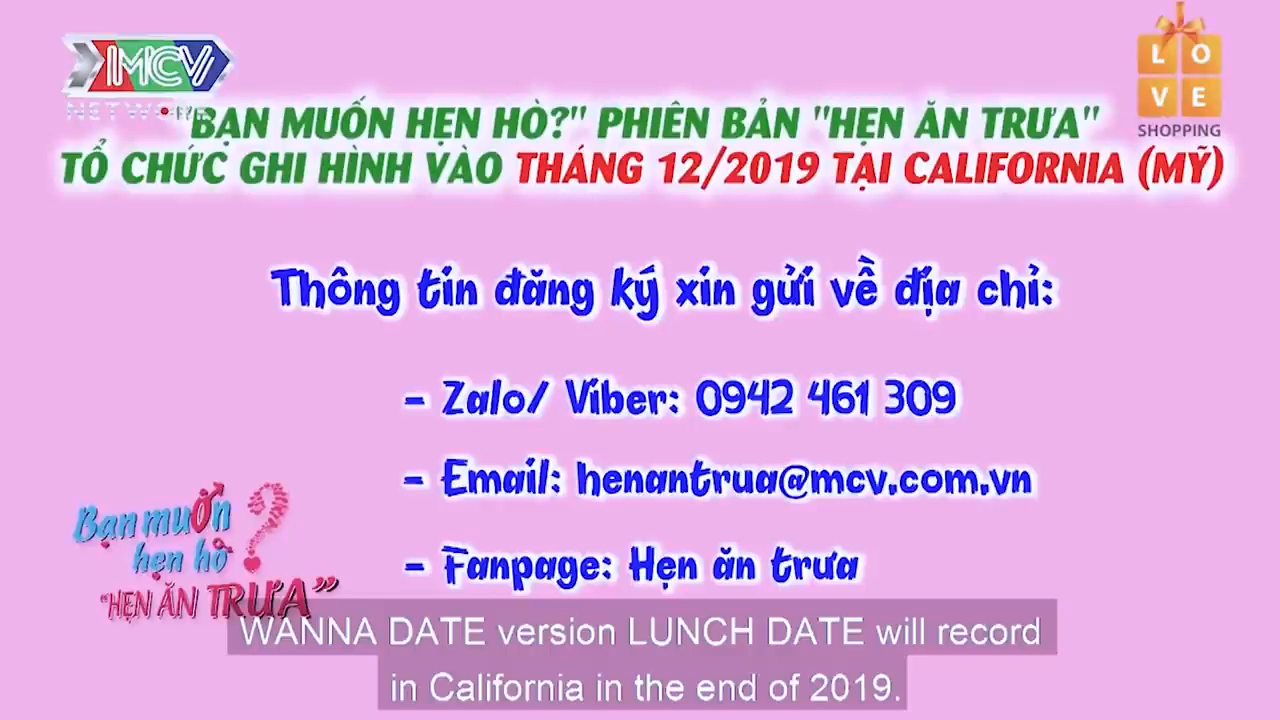 MCV
NETWORK
LOVE
SHOPPING
"BẠN MUỐN HẸN HÒ?" PHIÊN BẢN "HẸN ĂN TRƯA"
TỔ CHỨC GHI HÌNH VÀO THÁNG 12/2019 TẠI CALIFORNIA (MỸ)
Thông tin đăng ký xin gửi về địa chỉ:
- Zalo/ Viber: 0942 461 309
- Email: henantrua@mcv.com.vn
- Fanpage: Hẹn ăn trưa
Bạn muốn
hẹn hò
"HẸN ĂN TRƯA"
WANNA DATE version LUNCH DATE will record
in California in the end of 2019.